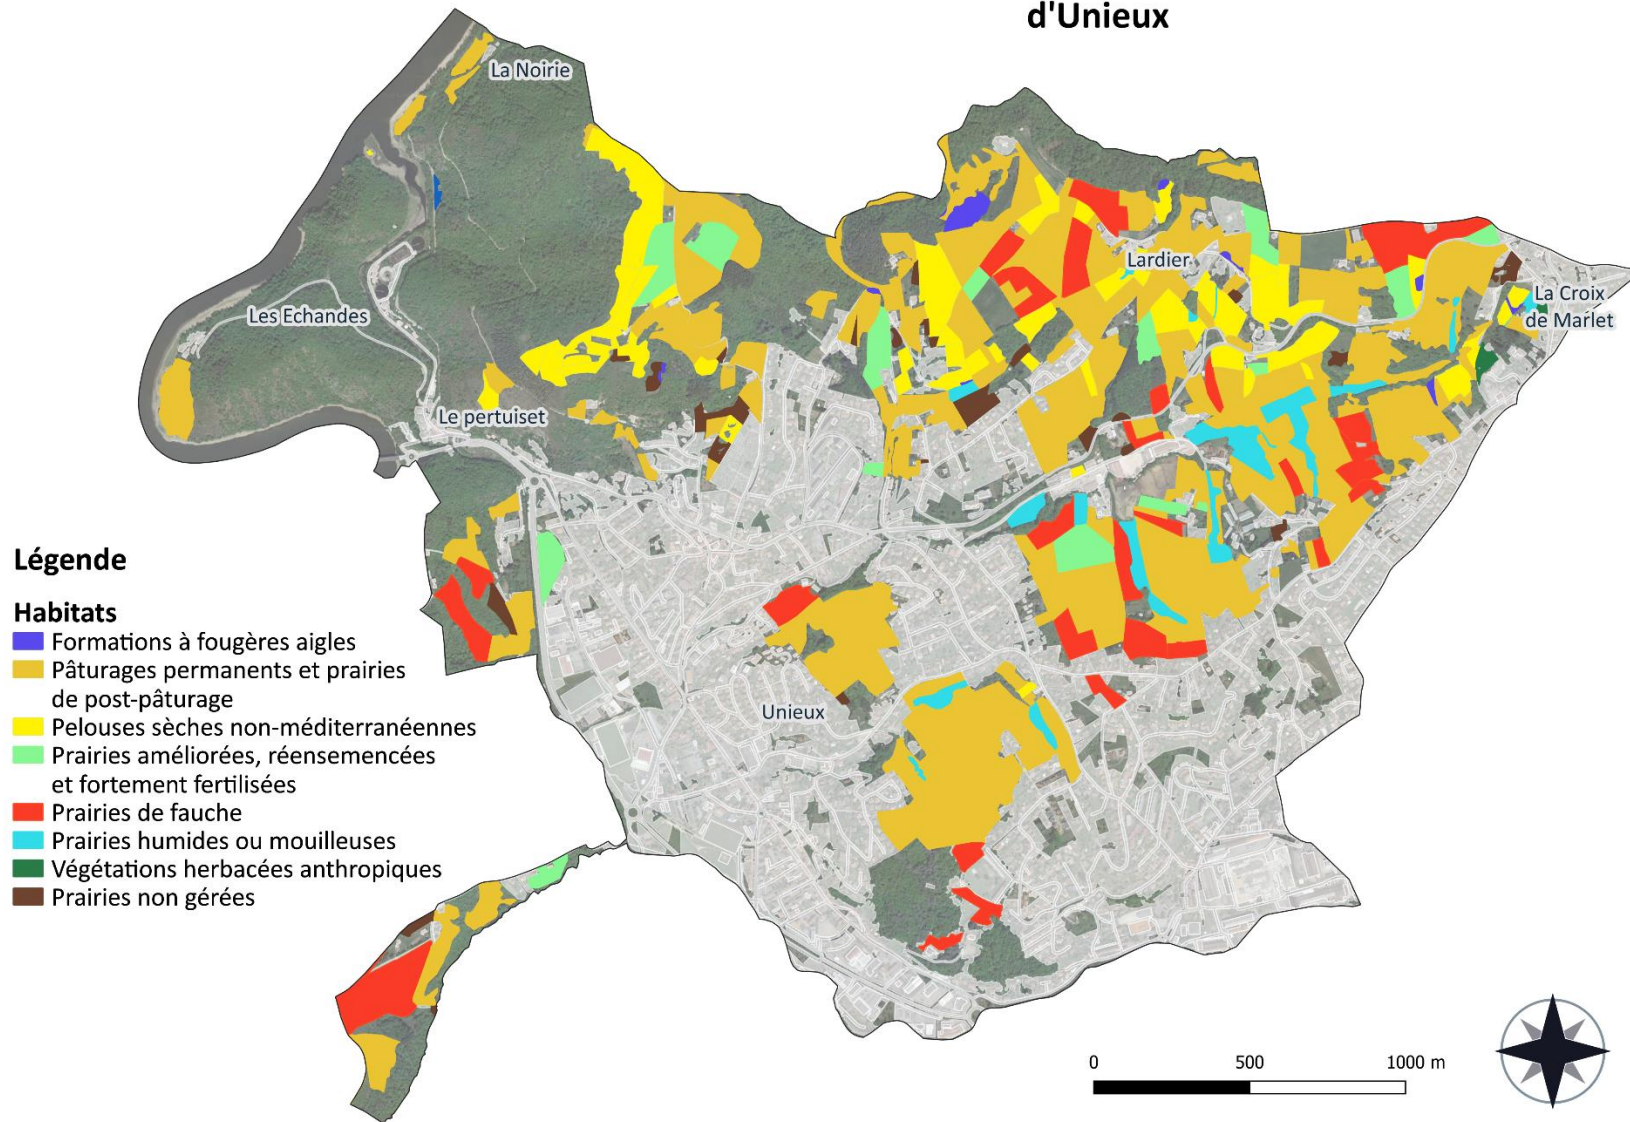 d'Unieux
La Noirie
Lardier
La Croix
de Marlet
Les Echandes
Le pertuiset
Unieux
Légende
Habitats
Formations à fougères aigles
Pâturages permanents et prairies
de post-pâturage
Pelouses sèches non-méditerranéennes
Prairies améliorées, réensemencées
et fortement fertilisées
Prairies de fauche
Prairies humides ou mouilleuses
Végétations herbacées anthropiques
Prairies non gérées
0 500 1000 m